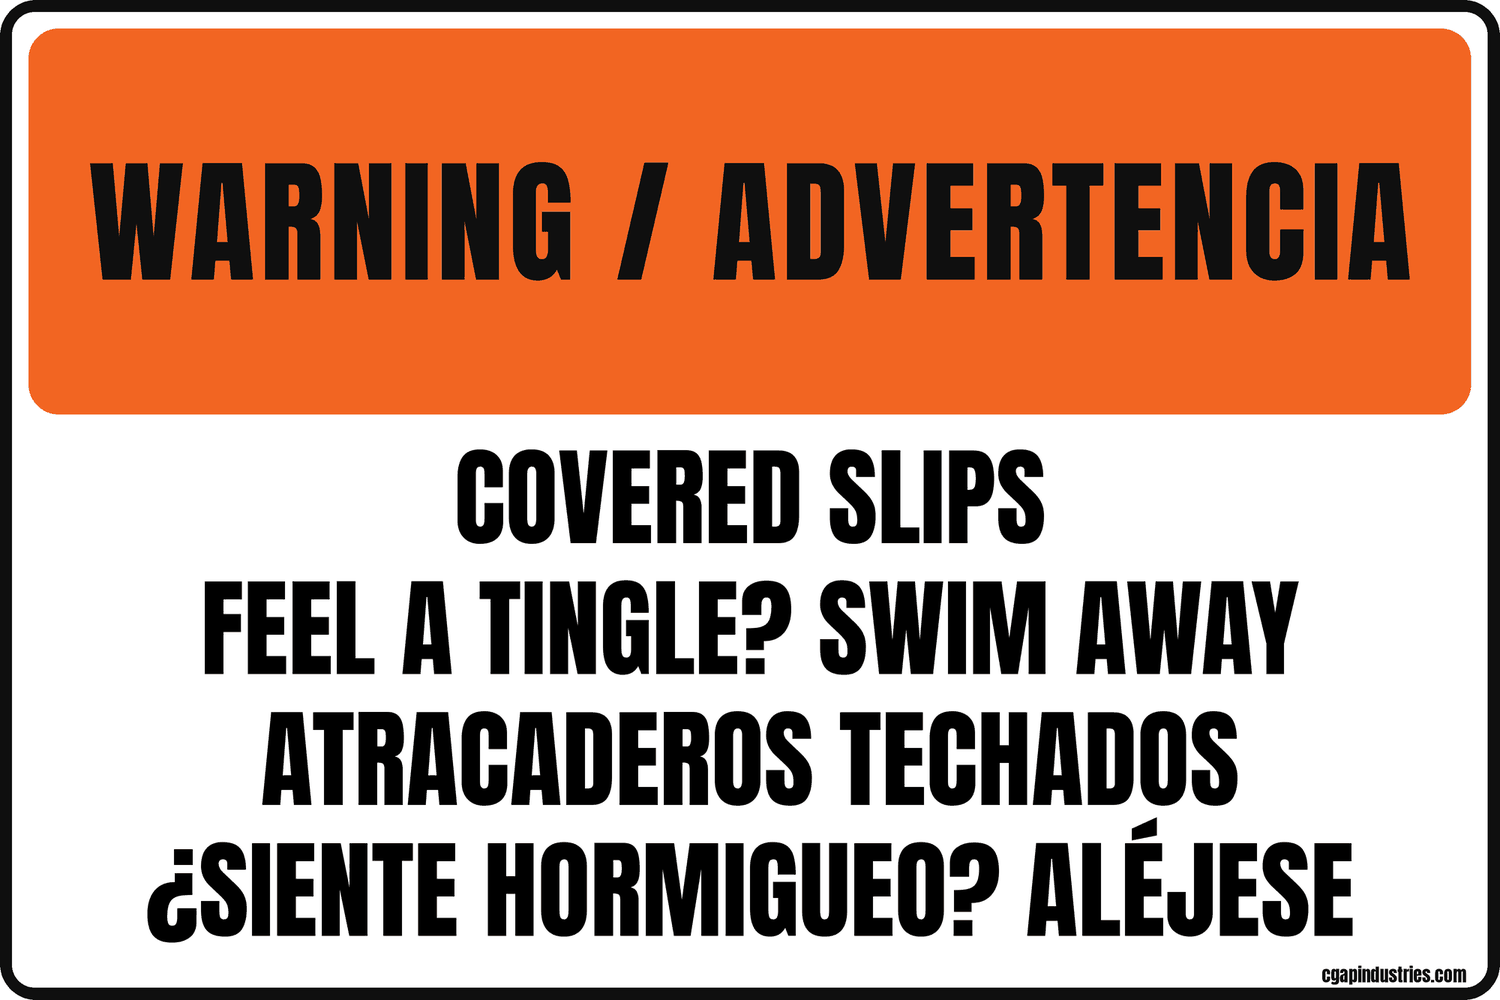 WARNING / ADVERTENCIA
COVERED SLIPS
FEEL A TINGLE? SWIM AWAY
ATRACADEROS TECHADOS
¿SIENTE HORMIGUEO? ALÉJESE
cgapindustries.com